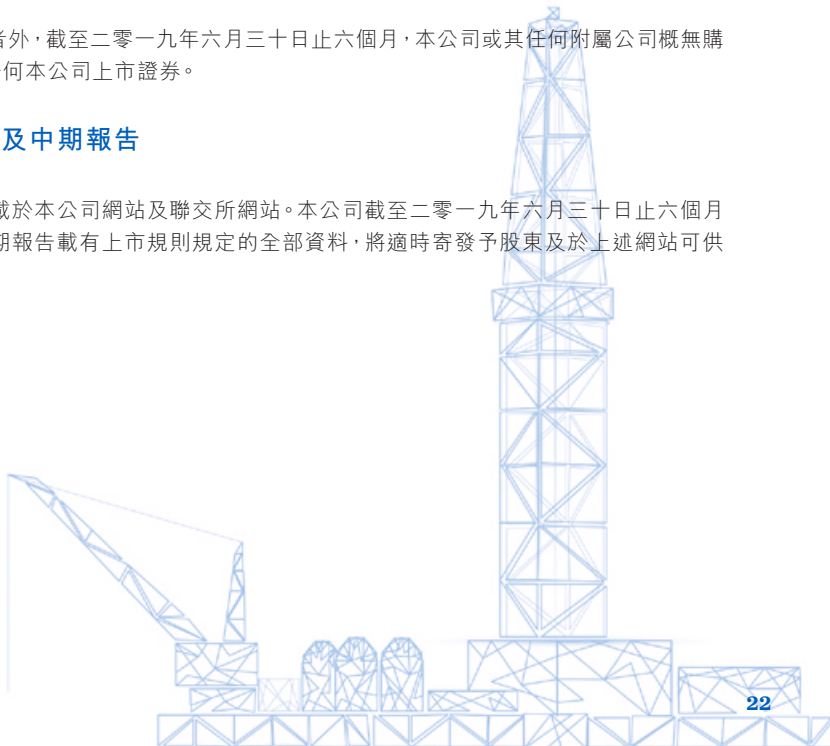 者外，截至二零一九年六月三十日止六個月，本公司或其任何附屬公司概無購
何本公司上市證券。
及中期報告
載於本公司網站及聯交所網站。本公司截至二零一九年六月三十日止六個月
期報告載有上市規則規定的全部資料，將適時寄發予股東及於上述網站可供
22